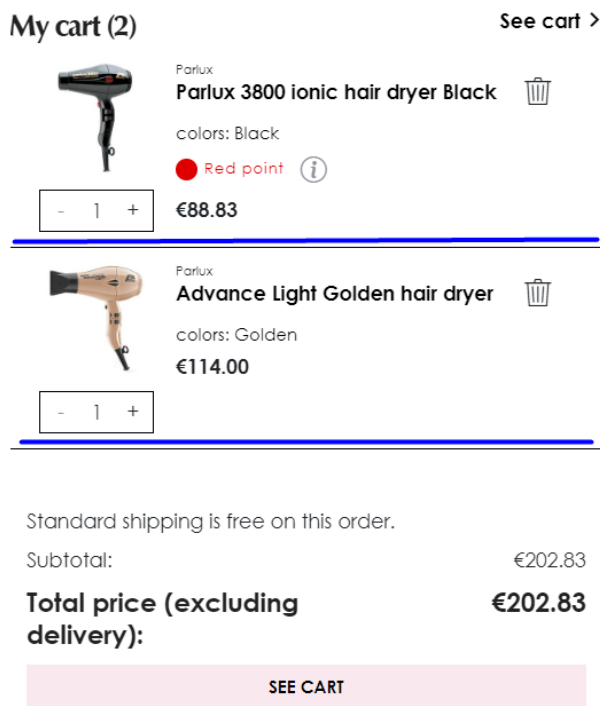 My cart (2)
See cart >
Parlux
Parlux 3800 ionic hair dryer Black
colors: Black
Red point i
- 1 +
€88.83
Parlux
Advance Light Golden hair dryer
colors: Golden
€114.00
- 1 +
Standard shipping is free on this order.
Subtotal: €202.83
Total price (excluding €202.83
delivery):
SEE CART